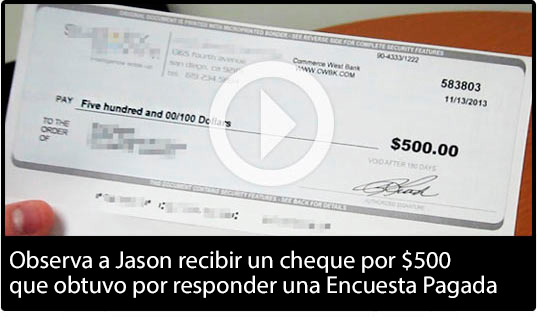 ORIGINAL DOCUMENT IS PRINTED WITH MICROPRINTED BORDER - SEE REVERSE SIDE FOR COMPLETE SECURITY FEATURES
1365 fourth avenue
san diego, ca
tel. 619.234.
Commerce West Bank
WWW.CWBK.COM
90-4333/1222
583803
11/13/2013
PAY Five hundred and 00/100 Dollars
$500.00
VOID AFTER 180 DAYS
TO THE
ORDER
OF
AUTHORIZED SIGNATURE
THIS DOCUMENT CONTAINS SECURITY FEATURES - SEE BACK FOR DETAILS
Observa a Jason recibir un cheque por $500
que obtuvo por responder una Encuesta Pagada